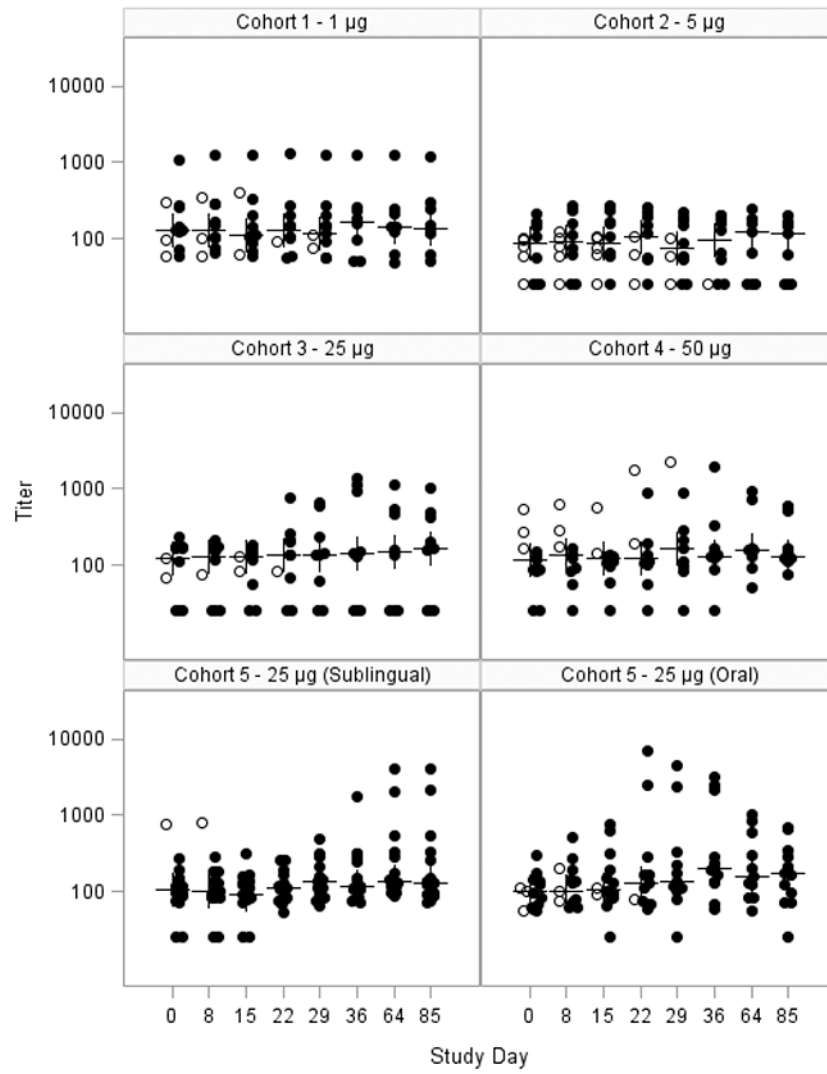 Cohort 1 - 1 µg
Cohort 2 - 5 µg
10000
1000
100
Cohort 3 - 25 µg
Cohort 4 - 50 µg
10000
1000
100
Titer
Cohort 5 - 25 µg (Sublingual)
Cohort 5 - 25 µg (Oral)
10000
1000
100
0 8 15 22 29 36 64 85
0 8 15 22 29 36 64 85
Study Day